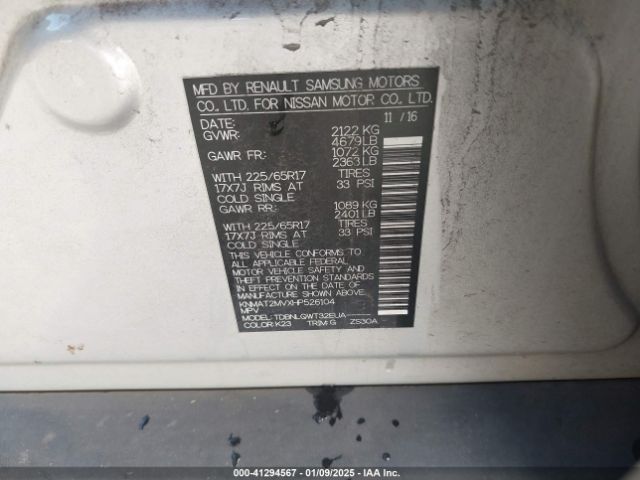 MFD BY RENAULT SAMSUNG MOTORS
CO. LTD. FOR NISSAN MOTOR CO. LTD.
DATE: 11 / 16
GVWR: 2122 KG
4679 LB
GAWR FR: 1072 KG
2363 LB
WITH 225/65R17 TIRES
17X7J RIMS AT 33 PSI
COLD SINGLE
GAWR RR: 1089 KG
2401 LB
WITH 225/65R17 TIRES
17X7J RIMS AT 33 PSI
COLD SINGLE
THIS VEHICLE CONFORMS TO
ALL APPLICABLE FEDERAL
MOTOR VEHICLE SAFETY AND
THEFT PREVENTION STANDARDS
IN EFFECT ON THE DATE OF
MANUFACTURE
KNMAT2MVXHP526104
MPV
MODEL: TDBNLGWT32EUA
COLOR: K23 TRIM: G ZS30A
000-41294567 - 01/09/2025 - IAA Inc.